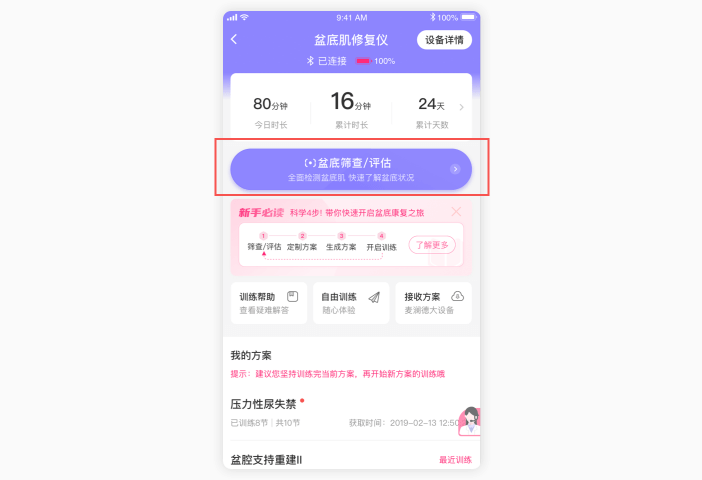 9:41 AM
100%
盆底肌修复仪
设备详情
已连接
100%
80分钟
16分钟
24天
今日时长
累计时长
累计天数
盆底筛查/评估
全面检测盆底肌 快速了解盆底状况
新手必读 科学4步! 带你快速开启盆底康复之旅
1 2 3 4
筛查/评估 定制方案 生成方案 开启训练
了解更多
训练帮助
查看疑难解答
自由训练
随心体验
接收方案
麦澜德大设备
我的方案
提示：建议您坚持训练完当前方案，再开始新方案的训练哦
压力性尿失禁
已训练8节 | 共10节
获取时间：2019-02-13 12:50
盆腔支持重建II
最近训练